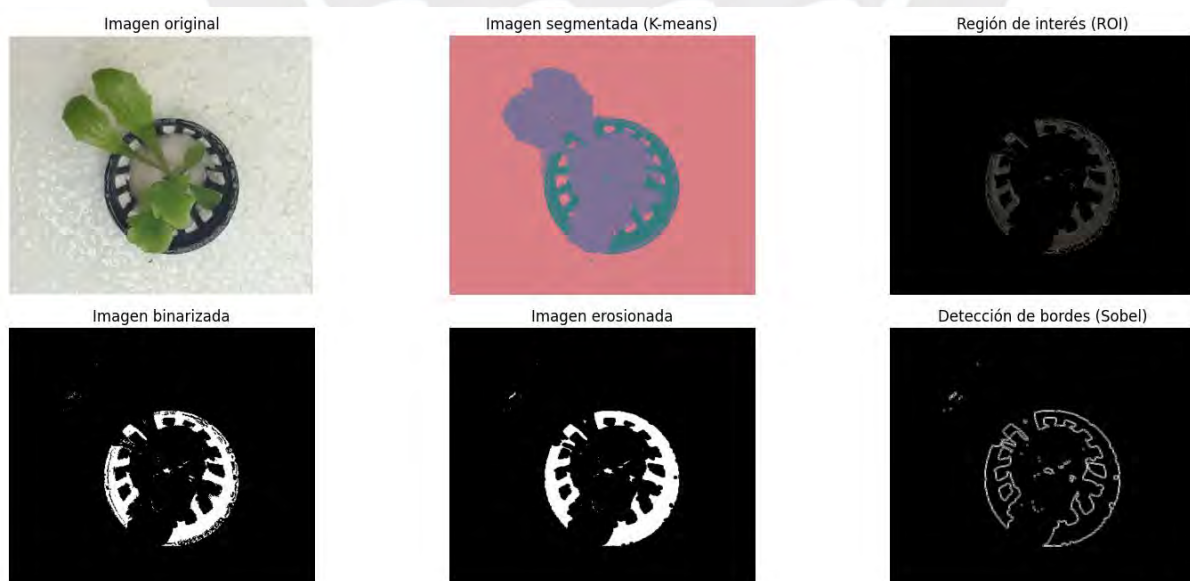 Imagen original
Imagen segmentada (K-means)
Región de interés (ROI)
Imagen binarizada
Imagen erosionada
Detección de bordes (Sobel)